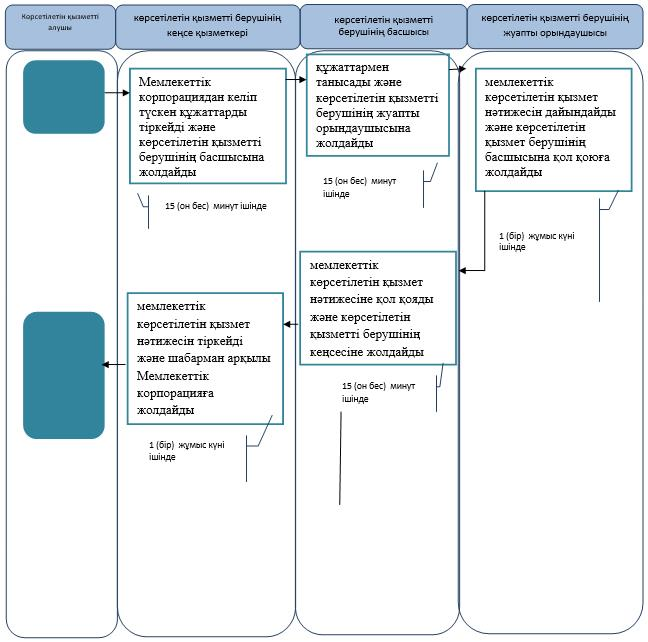 Көрсетілетін қызметті
алушы
көрсетілетін қызметті берушінің
кеңсе қызметкері
көрсетілетін қызметті
берушінің басшысы
көрсетілетін қызметті берушінің
жуапты орындаушысы
Мемлекеттік
корпорациядан келіп
түскен құжаттарды
тіркейді және
көрсетілетін қызметті
берушінің басшысына
жолдайды
15 (он бес) минут ішінде
құжаттармен
танысады және
көрсетілетін қызметті
берушінің жуапты
орындаушысына
жолдайды
15 (он бес) минут
ішінде
мемлекеттік
көрсетілетін қызмет
нәтижесін дайындайды
және көрсетілетін
қызмет берушінің
басшысына қол қоюға
жолдайды
1 (бір) жұмыс күні
ішінде
мемлекеттік
көрсетілетін қызмет
нәтижесіне қол қояды
және көрсетілетін
қызметті берушінің
кеңсесіне жолдайды
15 (он бес) минут
ішінде
мемлекеттік
көрсетілетін қызмет
нәтижесін тіркейді
және шабарман арқылы
Мемлекеттік
корпорацияға
жолдайды
1 (бір) жұмыс күні
ішінде